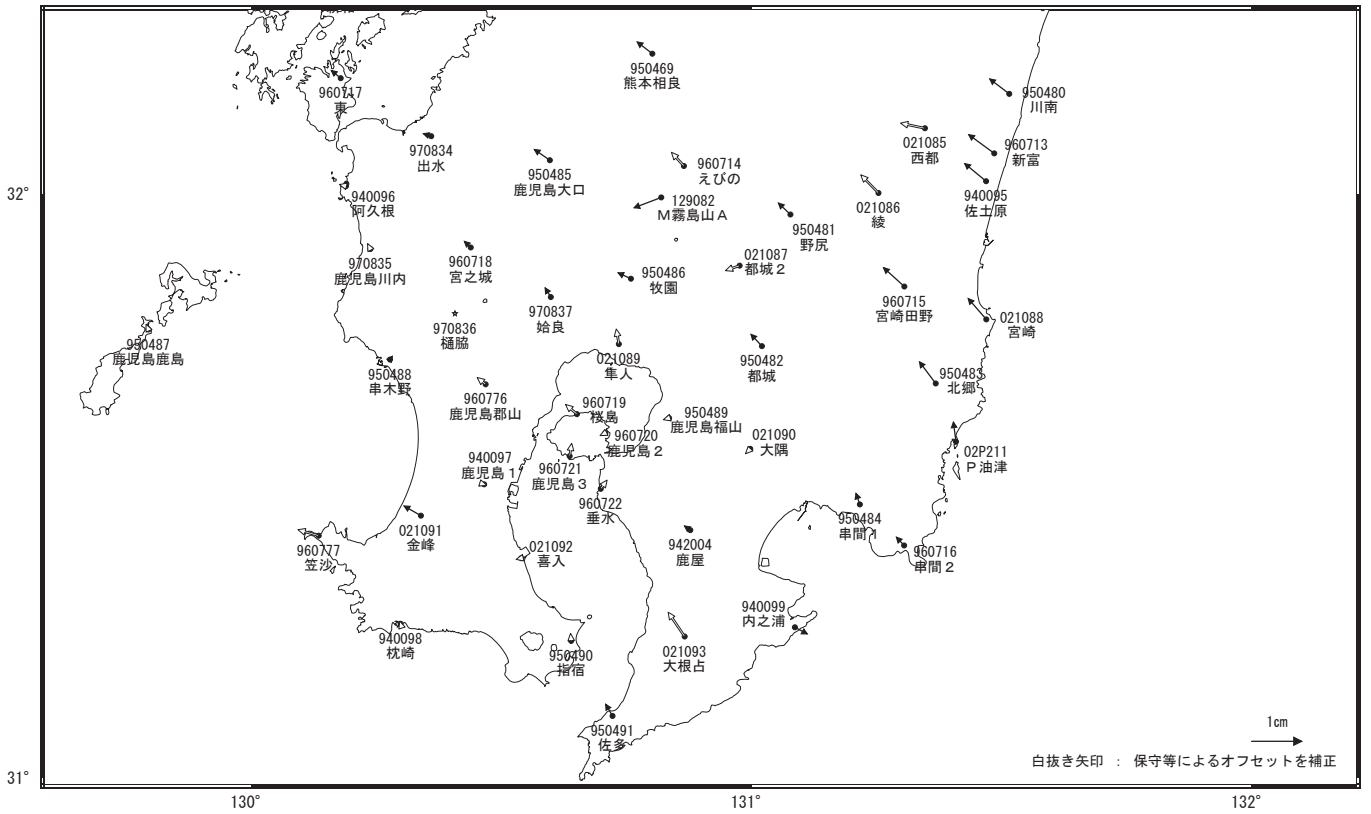 950469
熊本相良
960717
東
950480
川南
970834
出水
021085
西都
960713
新富
950485
鹿児島大口
960714
えびの
940096
阿久根
129082
M霧島山A
021086
綾
940095
佐土原
950481
野尻
970835
鹿児島川内
960718
宮之城
021087
都城2
950486
牧園
960715
宮崎田野
970837
姶良
021088
宮崎
970836
樋脇
950487
鹿児島鹿島
021089
隼人
950482
都城
950488
串木野
950483
北郷
960776
鹿児島郡山
960719
桜島
950489
鹿児島福山
960720
鹿児島2
021090
大隅
02P211
P油津
940097
鹿児島1
960721
鹿児島3
960722
垂水
950484
串間1
021091
金峰
960777
笠沙
021092
喜入
942004
鹿屋
960716
串間2
940099
内之浦
940098
枕崎
950490
指宿
021093
大根占
950491
佐多
1cm
白抜き矢印 : 保守等によるオフセットを補正
32°
31°
130°
131°
132°